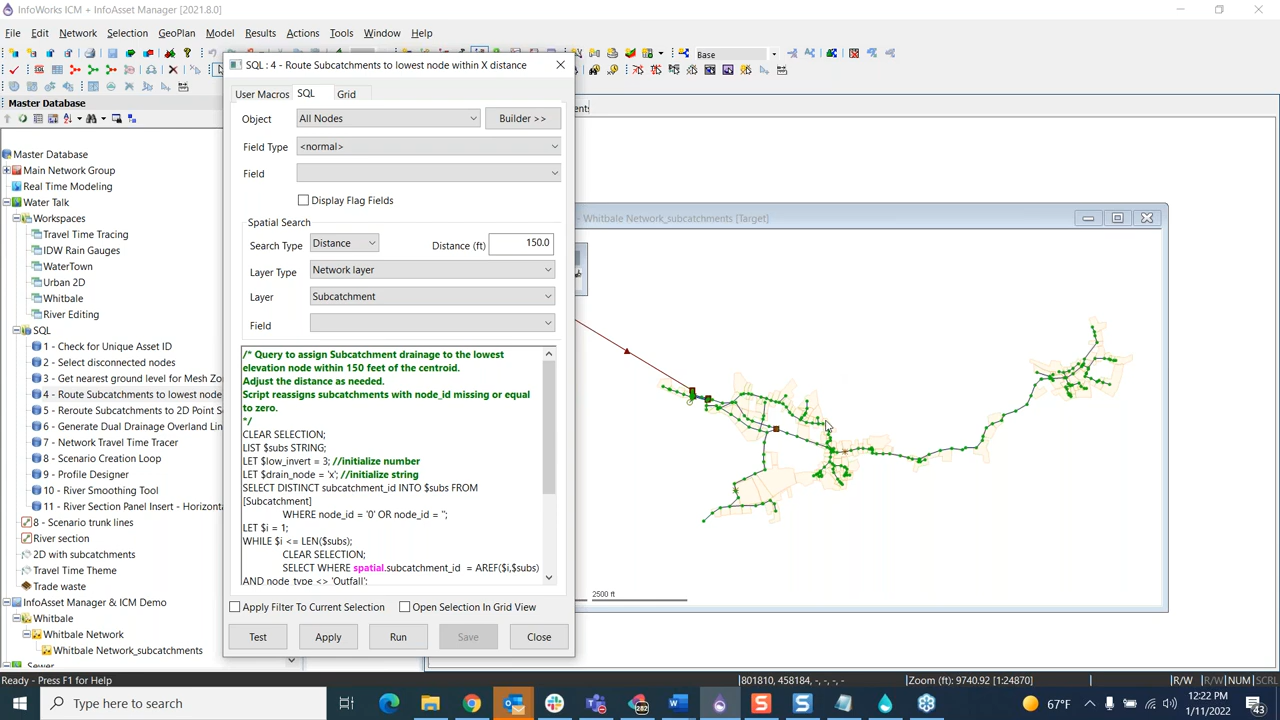 InfoWorks ICM + InfoAsset Manager [2021.8.0]
File Edit Network Selection GeoPlan Model Results Actions Tools Window Help
Base
SQL : 4 - Route Subcatchments to lowest node within X distance
Master Database
User Macros SQL Grid
Object All Nodes Builder >>
Field Type <normal>
Field
Display Flag Fields
Spatial Search
Search Type Distance Distance (ft) 150.0
Layer Type Network layer
Layer Subcatchment
Field
/* Query to assign Subcatchment drainage to the lowest
elevation node within 150 feet of the centroid.
Adjust the distance as needed.
Script reassigns subcatchments with node_id missing or equal
to zero.
*/
CLEAR SELECTION;
LIST $subs STRING;
LET $low_invert = 3; //initialize number
LET $drain_node = 'x'; //initialize string
SELECT DISTINCT subcatchment_id INTO $subs FROM
[Subcatchment]
WHERE node_id = '0' OR node_id = '';
LET $i = 1;
WHILE $i <= LEN($subs);
CLEAR SELECTION;
SELECT WHERE spatial.subcatchment_id = AREF($i,$subs)
AND node_type <> 'Outfall';
Apply Filter To Current Selection Open Selection In Grid View
Test Apply Run Save Close
Master Database
Main Network Group
Real Time Modeling
Water Talk
Workspaces
Travel Time Tracing
IDW Rain Gauges
WaterTown
Urban 2D
Whitbale
River Editing
SQL
1 - Check for Unique Asset ID
2 - Select disconnected nodes
3 - Get nearest ground level for Mesh Zo
4 - Route Subcatchments to lowest node
5 - Reroute Subcatchments to 2D Point S
6 - Generate Dual Drainage Overland Lin
7 - Network Travel Time Tracer
8 - Scenario Creation Loop
9 - Profile Designer
10 - River Smoothing Tool
11 - River Section Panel Insert - Horizonta
8 - Scenario trunk lines
River section
2D with subcatchments
Travel Time Theme
Trade waste
InfoAsset Manager & ICM Demo
Whitbale
Whitbale Network
Whitbale Network_subcatchments
Sewer
- Whitbale Network_subcatchments [Target]
2500 ft
Ready - Press F1 for Help
801810, 458184, -, -, -, -
Zoom (ft): 9740.92 [1:24870]
R/W R/W NUM SCRL
Type here to search
282
67°F
12:22 PM
1/11/2022